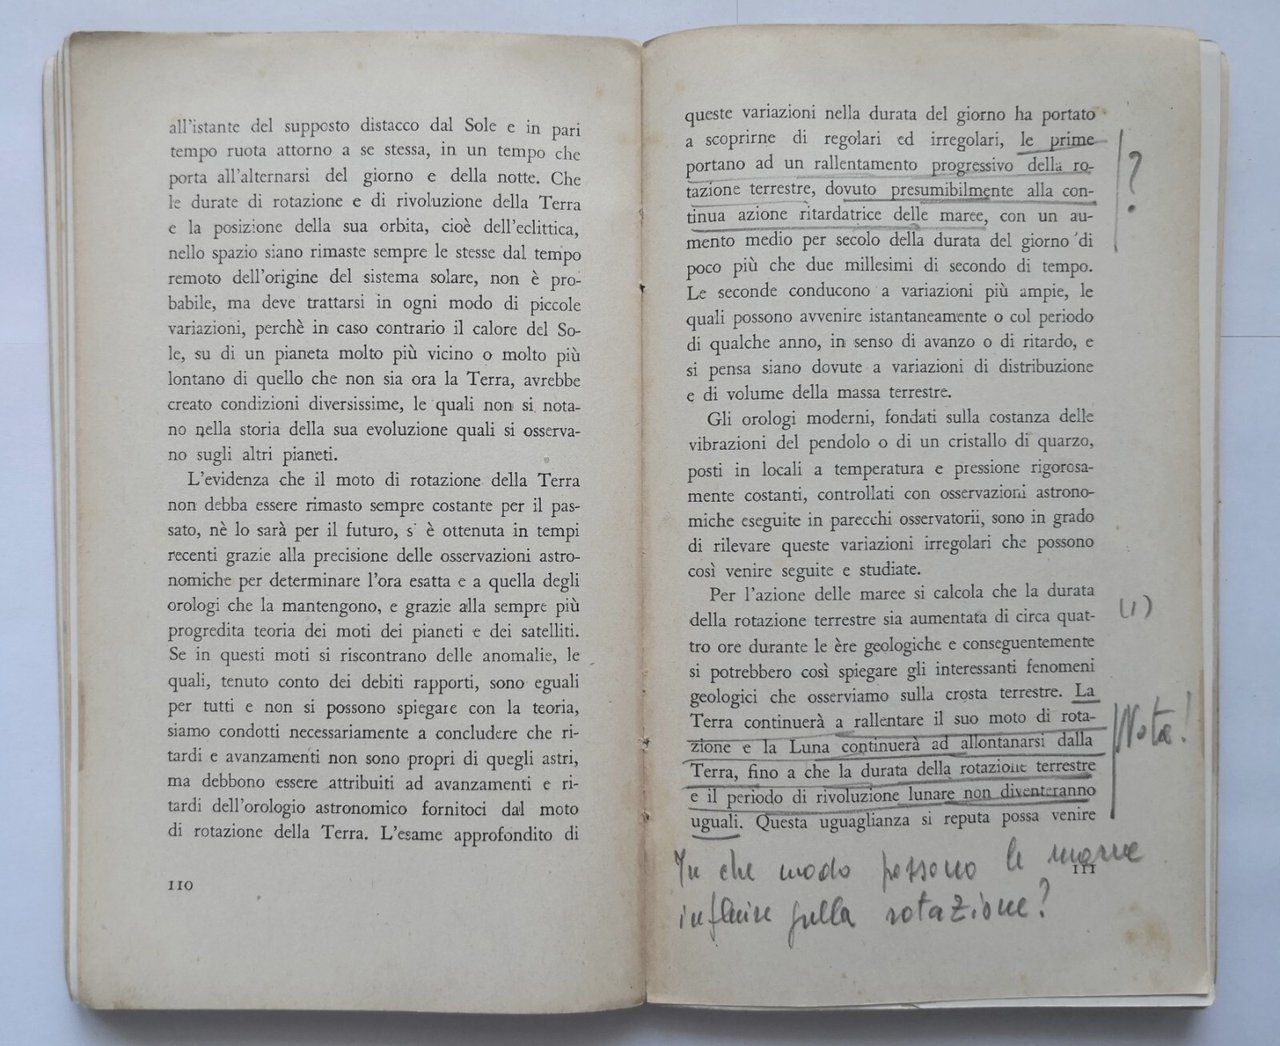 all'istante del supposto distacco dal Sole e in pari
tempo ruota attorno a se stessa, in un tempo che
porta all'alternarsi del giorno e della notte. Che
le durate di rotazione e di rivoluzione della Terra
e la posizione della sua orbita, cioè dell'eclittica,
nello spazio siano rimaste sempre le stesse dal tempo
remoto dell'origine del sistema solare, non è pro-
babile, ma deve trattarsi in ogni modo di piccole
variazioni, perchè in caso contrario il calore del So-
le, su di un pianeta molto più vicino o molto più
lontano di quello che non sia ora la Terra, avrebbe
creato condizioni diversissime, le quali non si nota-
no nella storia della sua evoluzione quali si osserva-
no sugli altri pianeti.
L'evidenza che il moto di rotazione della Terra
non debba essere rimasto sempre costante per il pas-
sato, nè lo sarà per il futuro, s' è ottenuta in tempi
recenti grazie alla precisione delle osservazioni astro-
nomiche per determinare l'ora esatta e a quella degli
orologi che la mantengono, e grazie alla sempre più
progredita teoria dei moti dei pianeti e dei satelliti.
Se in questi moti si riscontrano delle anomalie, le
quali, tenuto conto dei debiti rapporti, sono eguali
per tutti e non si possono spiegare con la teoria,
siamo condotti necessariamente a concludere che ri-
tardi e avanzamenti non sono propri di quegli astri,
ma debbono essere attribuiti ad avanzamenti e ri-
tardi dell'orologio astronomico fornitoci dal moto
di rotazione della Terra. L'esame approfondito di
110
queste variazioni nella durata del giorno ha portato
a scoprirne di regolari ed irregolari, le prime
portano ad un rallentamento progressivo della ro-
tazione terrestre, dovuto presumibilmente alla con-
tinua azione ritardatrice delle maree, con un au-
mento medio per secolo della durata del giorno di
poco più che due millesimi di secondo di tempo.
Le seconde conducono a variazioni più ampie, le
quali possono avvenire istantaneamente o col periodo
di qualche anno, in senso di avanzo o di ritardo, e
si pensa siano dovute a variazioni di distribuzione
e di volume della massa terrestre.
?
Gli orologi moderni, fondati sulla costanza delle
vibrazioni del pendolo o di un cristallo di quarzo,
posti in locali a temperatura e pressione rigorosa-
mente costanti, controllati con osservazioni astrono-
miche eseguite in parecchi osservatorii, sono in grado
di rilevare queste variazioni irregolari che possono
così venire seguite e studiate.
Per l'azione delle maree si calcola che la durata
della rotazione terrestre sia aumentata di circa quat-
tro ore durante le ère geologiche e conseguentemente
si potrebbero così spiegare gli interessanti fenomeni
geologici che osserviamo sulla crosta terrestre. La
Terra continuerà a rallentare il suo moto di rota-
zione e la Luna continuerà ad allontanarsi dalla
Terra, fino a che la durata della rotazione terrestre
e il periodo di rivoluzione lunare non diventeranno
uguali. Questa uguaglianza si reputa possa venire
(1)
Nota!
111
In che modo possono le maree
influire sulla rotazione?